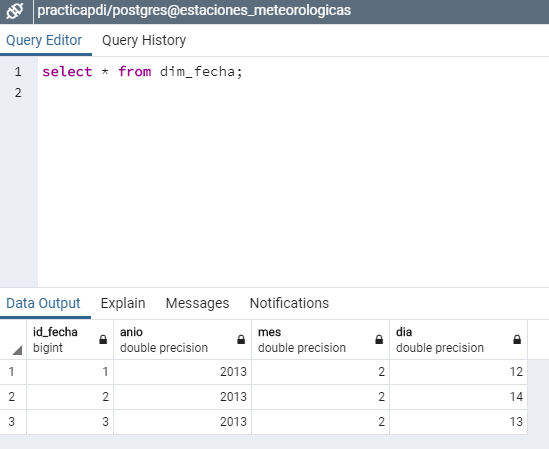 practicapdi/postgres@estaciones_meteorologicas
Query Editor Query History
1 select * from dim_fecha;
2
Data Output Explain Messages Notifications
id_fecha anio mes dia
bigint double precision double precision double precision
1 1 2013 2 12
2 2 2013 2 14
3 3 2013 2 13